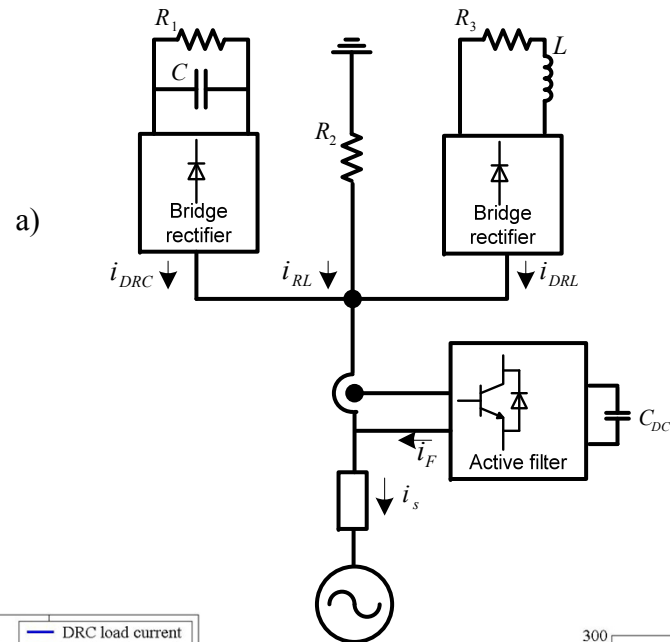 R1
C
Bridge
rectifier
iDRC
R2
iRL
R3
L
Bridge
rectifier
iDRL
a)
iF
Active filter
CDC
is
DRC load current
300